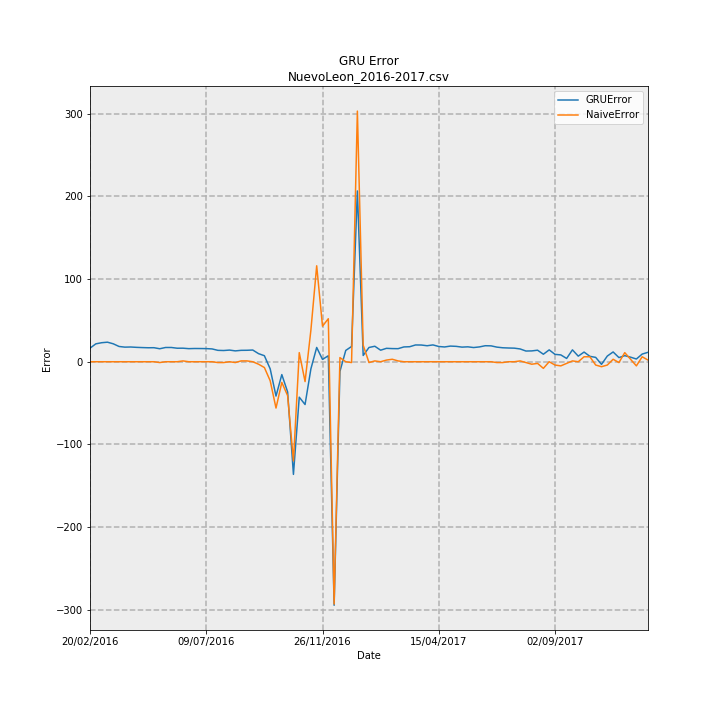 GRU Error
NuevoLeon_2016-2017.csv
GRUError
NaiveError
300
200
100
0
−100
−200
−300
Error
20/02/2016
09/07/2016
26/11/2016
15/04/2017
02/09/2017
Date